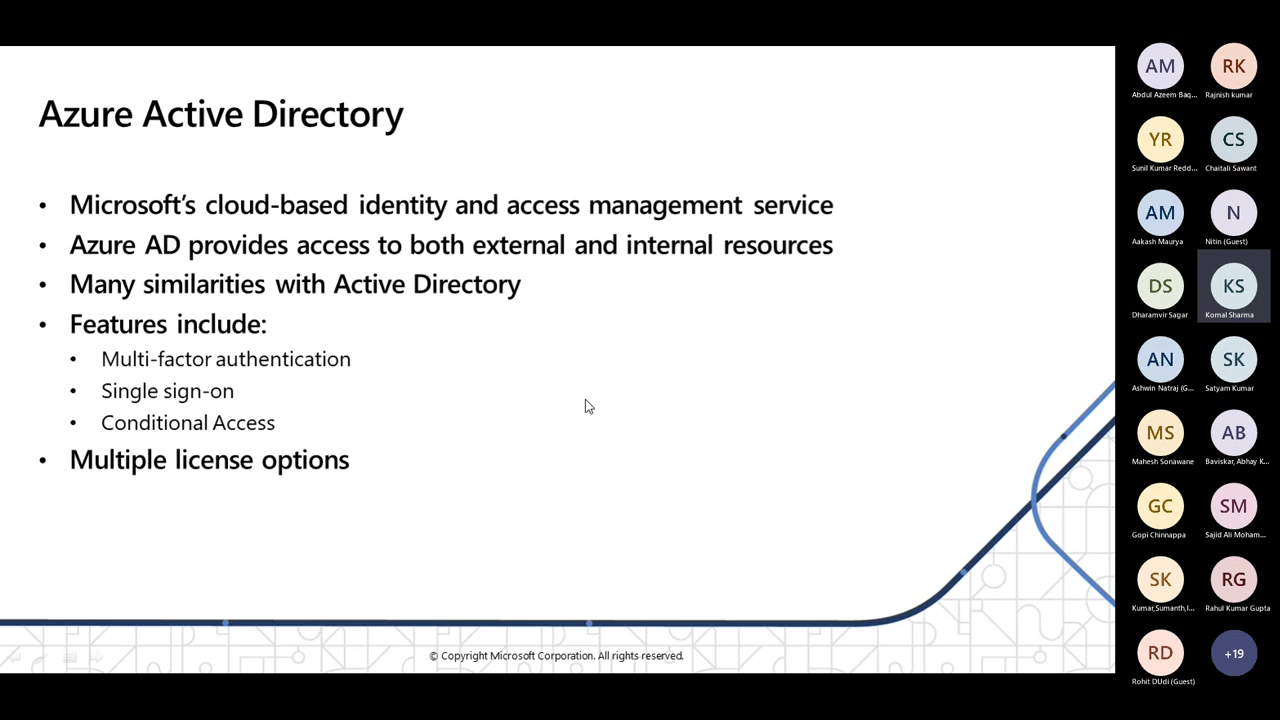 Azure Active Directory
• Microsoft’s cloud-based identity and access management service
• Azure AD provides access to both external and internal resources
• Many similarities with Active Directory
• Features include:
• Multi-factor authentication
• Single sign-on
• Conditional Access
• Multiple license options
© Copyright Microsoft Corporation. All rights reserved.
AM RK
Abdul Azeem Baq... Rajnish kumar
YR CS
Sunil Kumar Redd... Chaitali Sawant
AM N
Aakash Maurya Nitin (Guest)
DS KS
Dharamvir Sagar Komal Sharma
AN SK
Ashwin Natraj (G... Satyam Kumar
MS AB
Mahesh Sonawane Baviskar, Abhay K...
GC SM
Gopi Chinnappa Sajid Ali Moham...
SK RG
Kumar,Sumanth,I... Rahul Kumar Gupta
RD +19
Rohit DUdi (Guest)